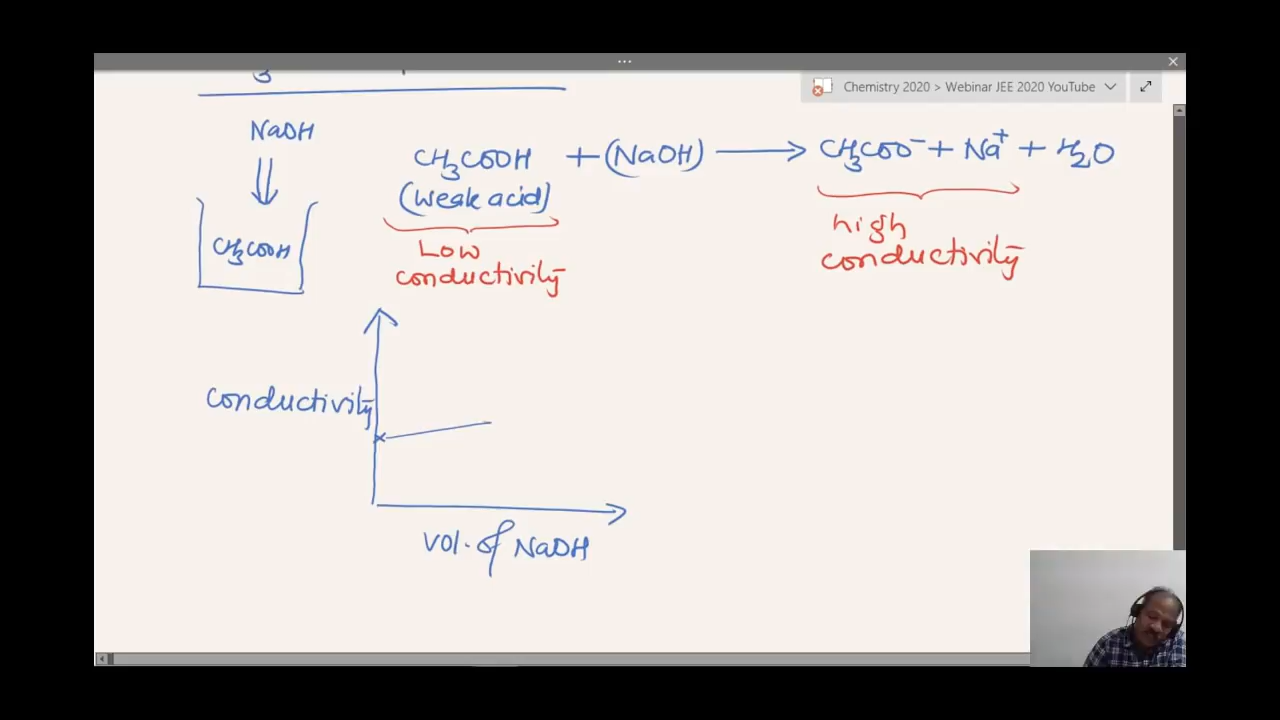 Chemistry 2020 > Webinar JEE 2020 YouTube
NaOH
CH₃COOH + (NaOH) ⟶ CH₃COO⁻ + Na⁺ + H₂O
(weak acid)
Low
conductivity
high
conductivity
CH₃COOH
conductivity
vol. of NaOH